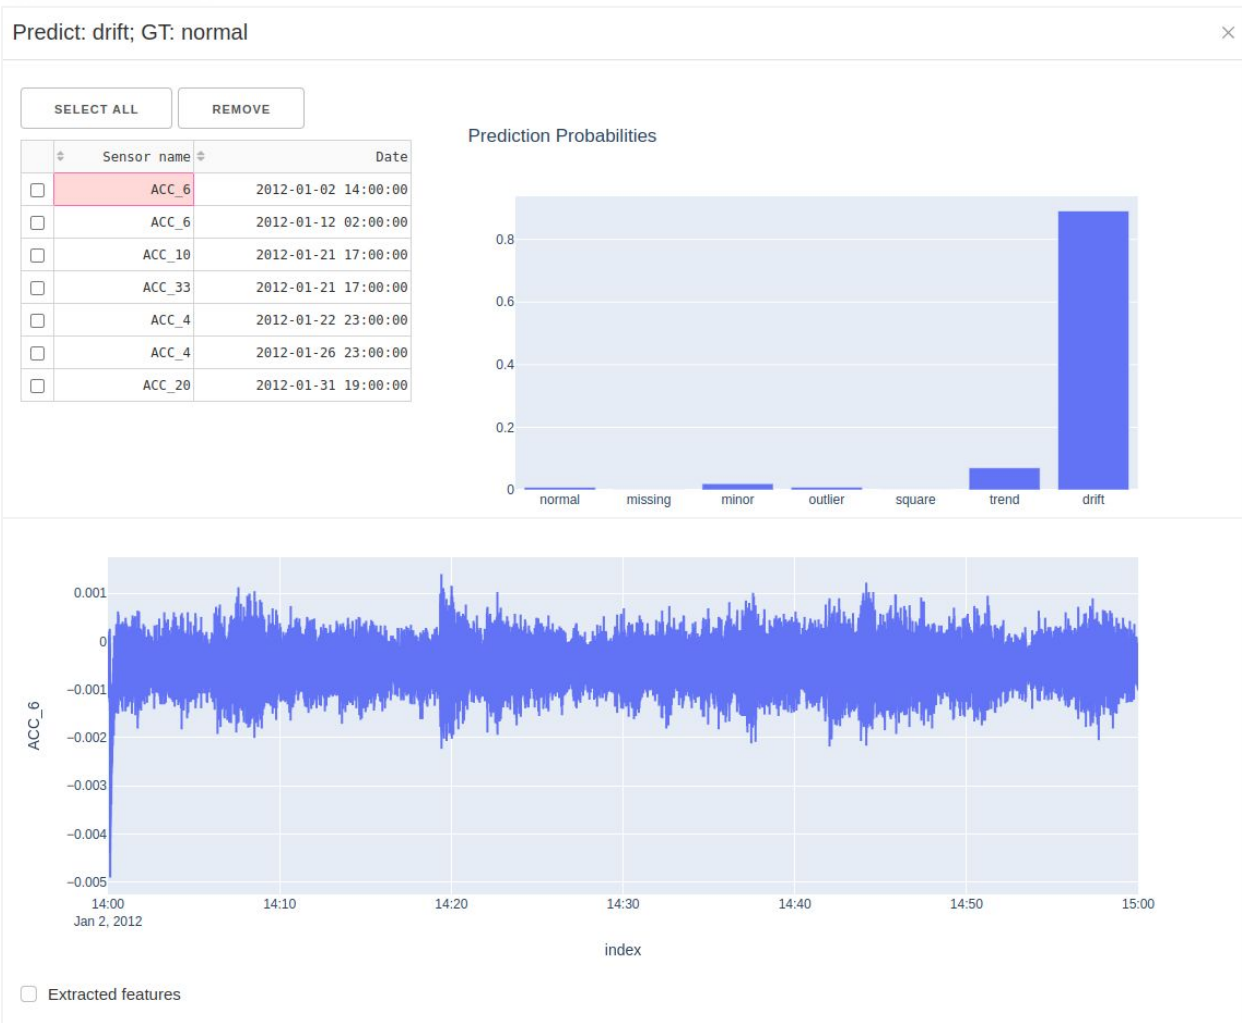 Predict: drift; GT: normal
×
SELECT ALL
REMOVE
Sensor name Date
ACC_6 2012-01-02 14:00:00
ACC_6 2012-01-12 02:00:00
ACC_10 2012-01-21 17:00:00
ACC_33 2012-01-21 17:00:00
ACC_4 2012-01-22 23:00:00
ACC_4 2012-01-26 23:00:00
ACC_20 2012-01-31 19:00:00
Prediction Probabilities
0.8
0.6
0.4
0.2
0
normal missing minor outlier square trend drift
0.001
0
−0.001
−0.002
−0.003
−0.004
−0.005
ACC_6
14:00 14:10 14:20 14:30 14:40 14:50 15:00
Jan 2, 2012
index
Extracted features